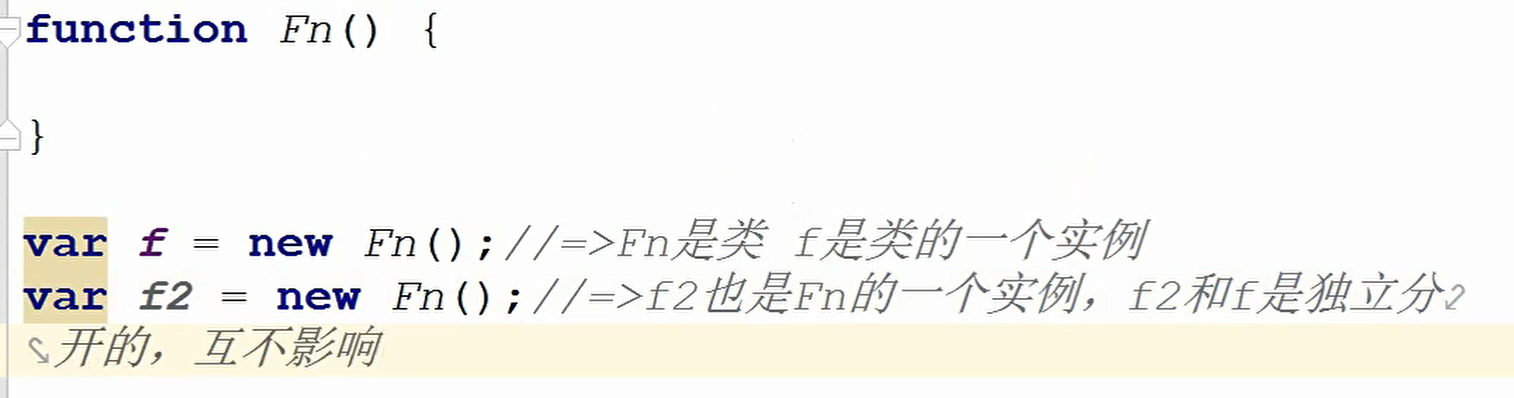 function Fn() {
}
var f = new Fn();//=>Fn是类 f是类的一个实例
var f2 = new Fn();//=>f2也是Fn的一个实例，f2和f是独立分
开的，互不影响